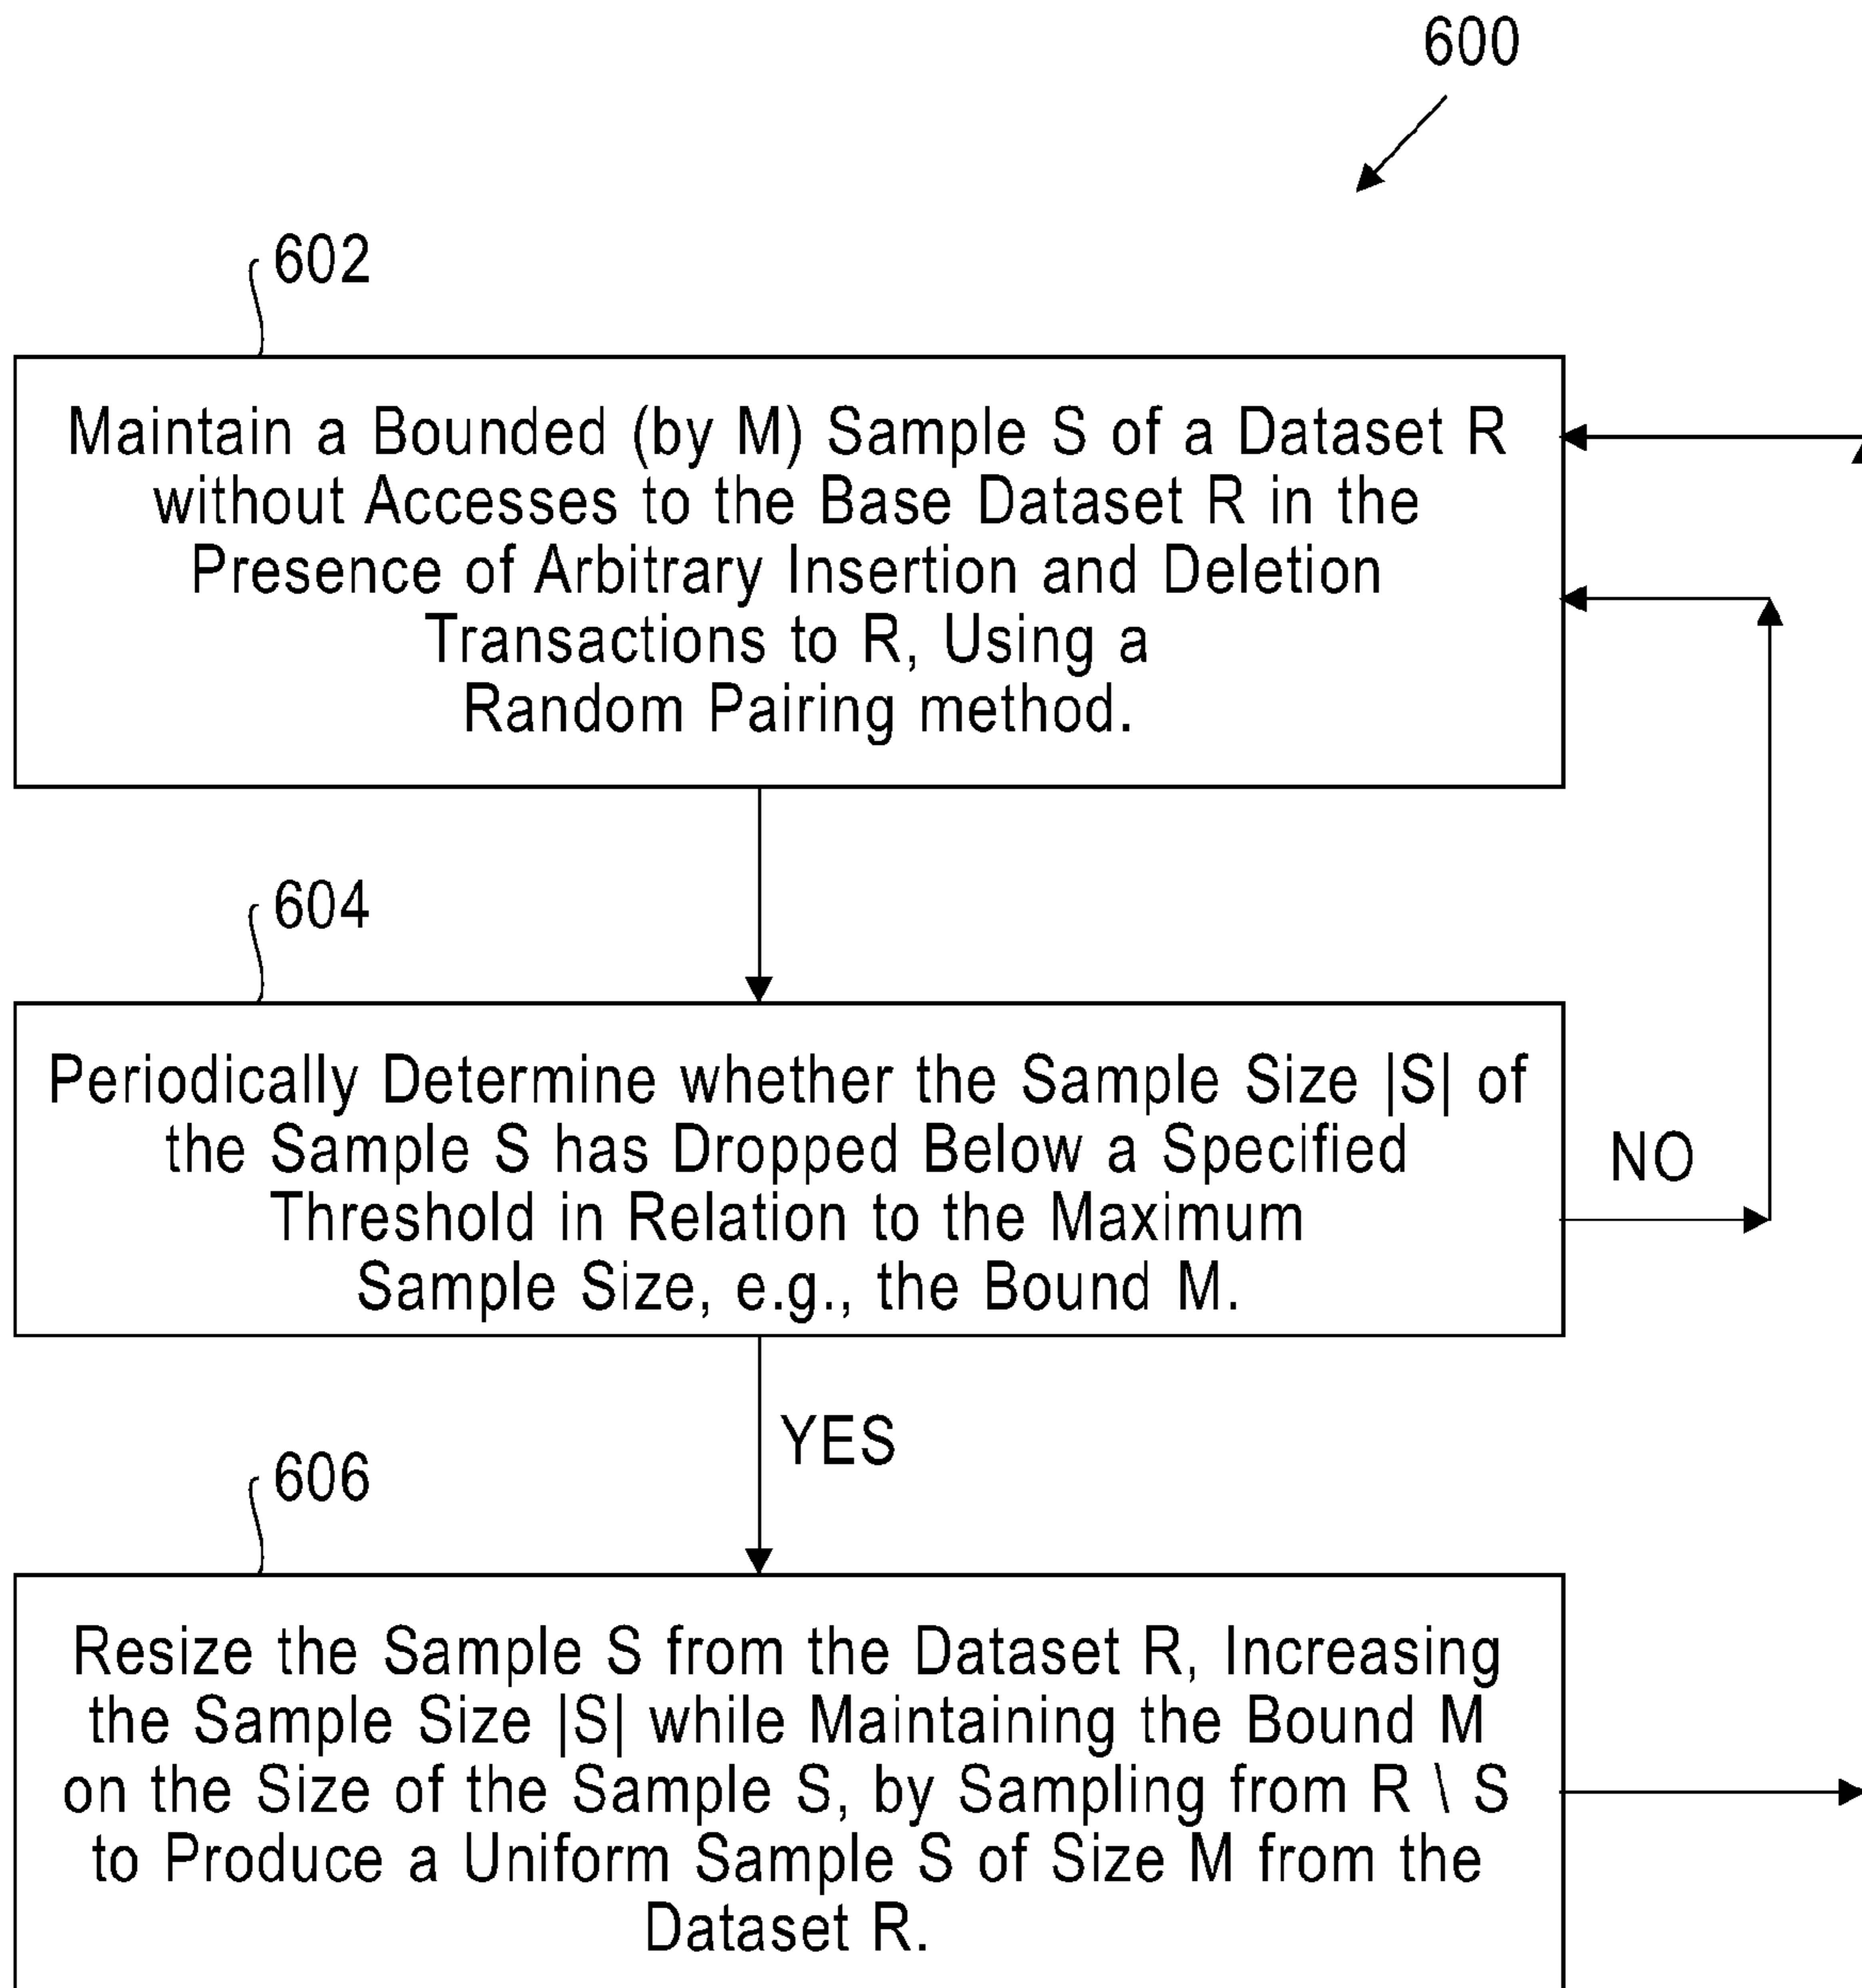 600
602
Maintain a Bounded (by M) Sample S of a Dataset R
without Accesses to the Base Dataset R in the
Presence of Arbitrary Insertion and Deletion
Transactions to R, Using a
Random Pairing method.
604
Periodically Determine whether the Sample Size |S| of
the Sample S has Dropped Below a Specified
Threshold in Relation to the Maximum
Sample Size, e.g., the Bound M.
NO
YES
606
Resize the Sample S from the Dataset R, Increasing
the Sample Size |S| while Maintaining the Bound M
on the Size of the Sample S, by Sampling from R \ S
to Produce a Uniform Sample S of Size M from the
Dataset R.